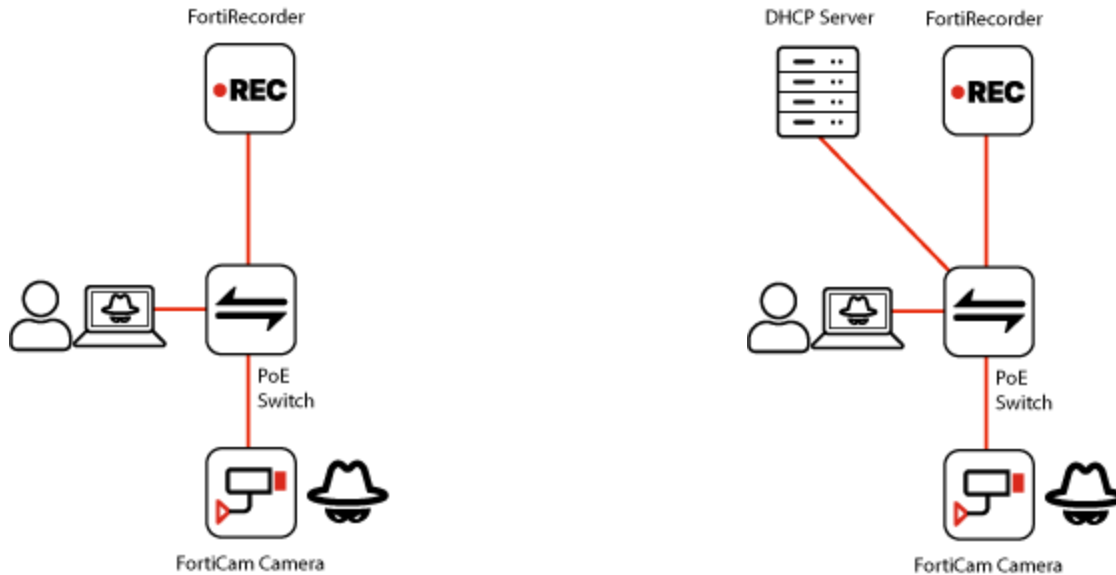 FortiRecorder
REC
PoE
Switch
FortiCam Camera
DHCP Server
FortiRecorder
REC
PoE
Switch
FortiCam Camera